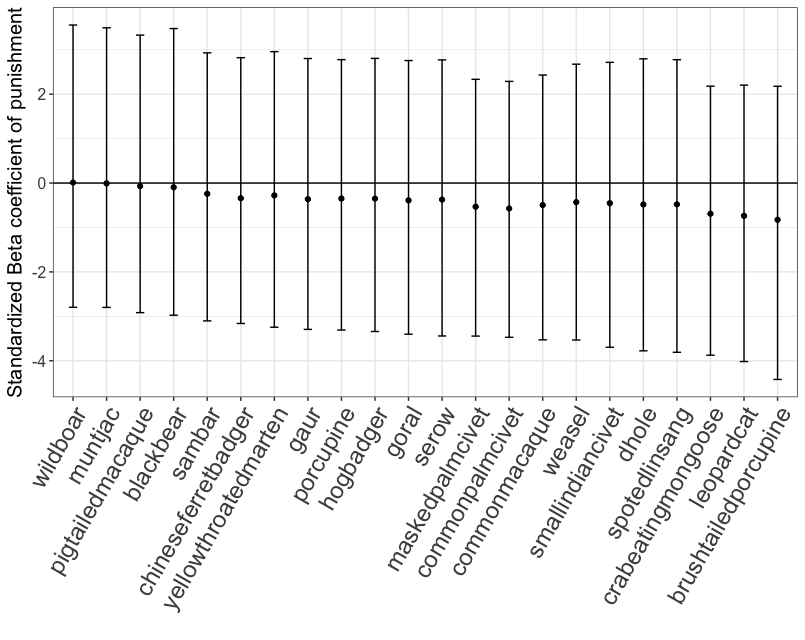 Standardized Beta coefficient of punishment
2
0
-2
-4
wildboar
muntjac
pigtailedmacaque
blackbear
sambar
chineseferretbadger
yellowthroatedmarten
gaur
porcupine
hogbadger
goral
serow
maskedpalmcivet
commonpalmcivet
commonmacaque
weasel
smallindiancivet
dhole
spotedlinsang
crabeatingmongoose
leopardcat
brushtailedporcupine